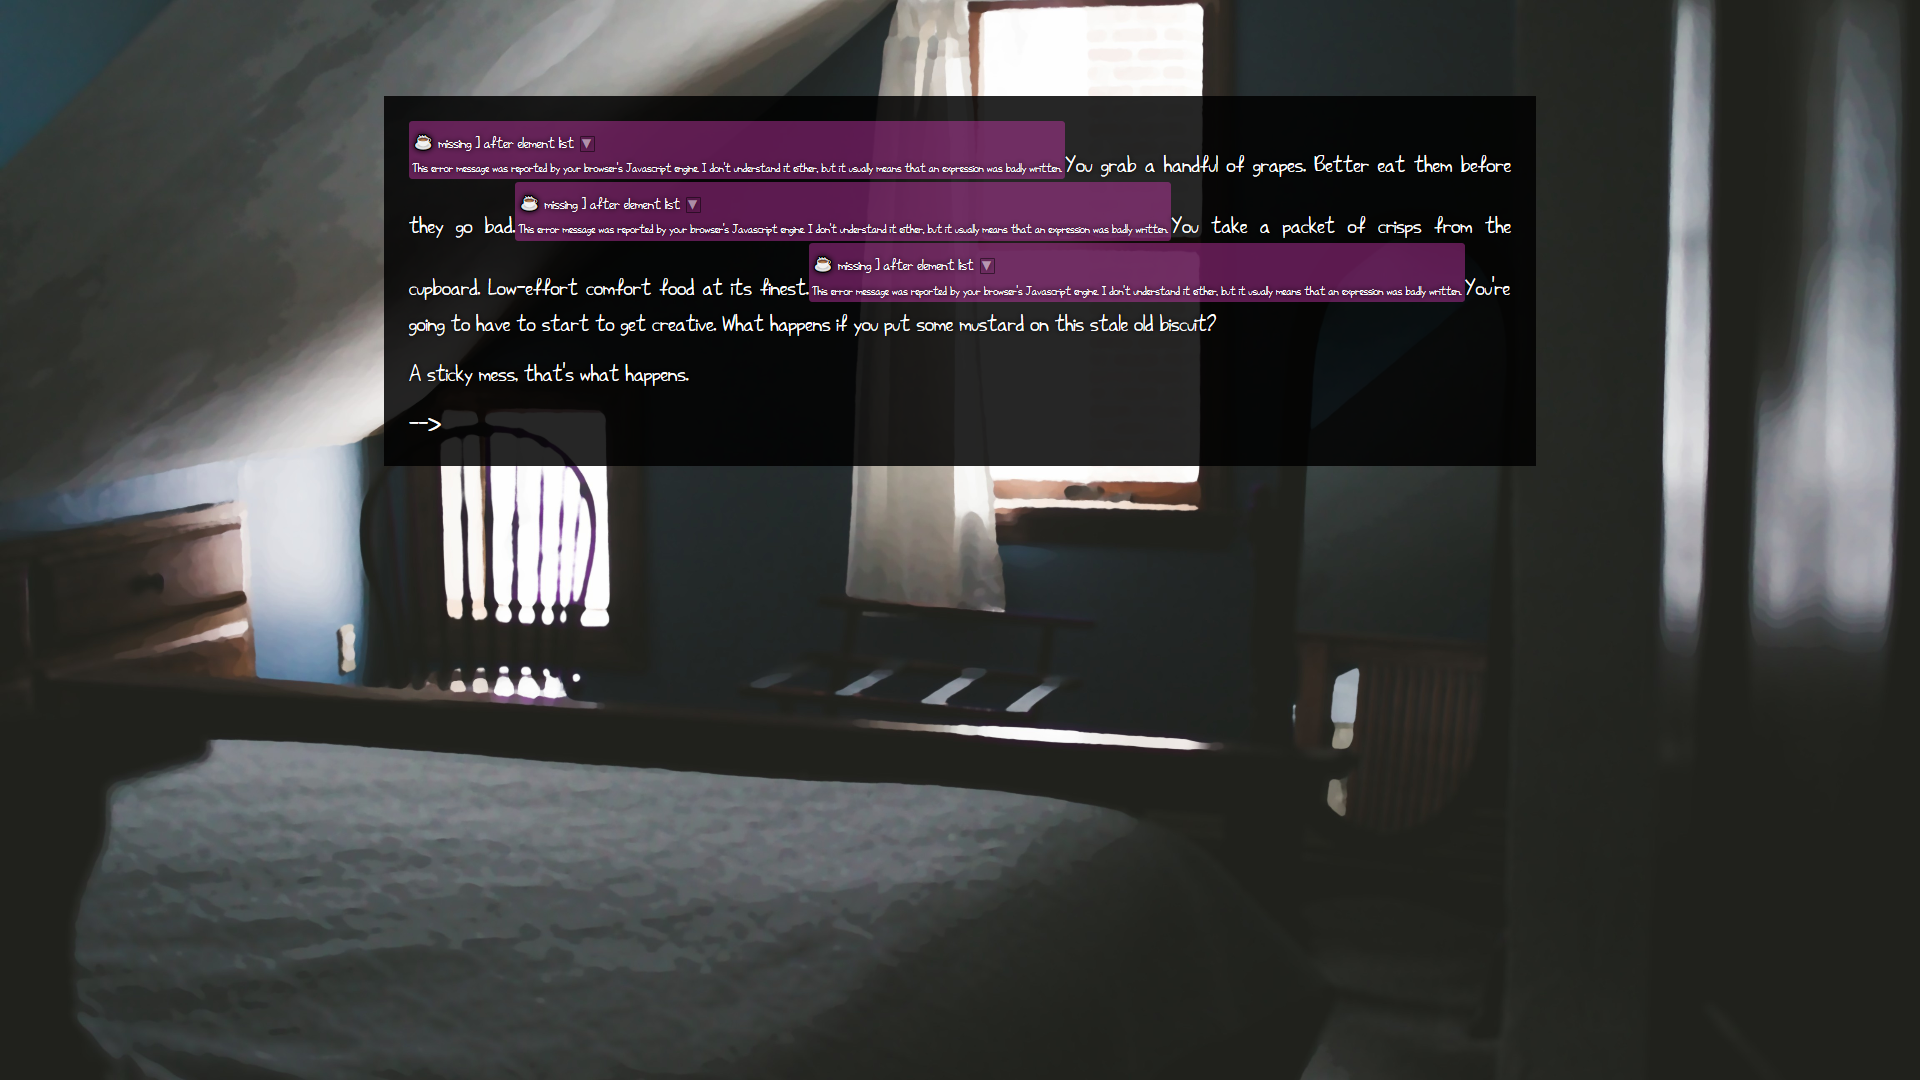 missing ] after element list ▼
This error message was reported by your browser's Javascript engine. I don't understand it either, but it usually means that an expression was badly written. You grab a handful of grapes. Better eat them before
missing ] after element list ▼
they go bad. This error message was reported by your browser's Javascript engine. I don't understand it either, but it usually means that an expression was badly written. You take a packet of crisps from the
missing ] after element list ▼
cupboard. Low-effort comfort food at its finest. This error message was reported by your browser's Javascript engine. I don't understand it either, but it usually means that an expression was badly written. You're
going to have to start to get creative. What happens if you put some mustard on this stale old biscuit?
A sticky mess, that's what happens.
-->